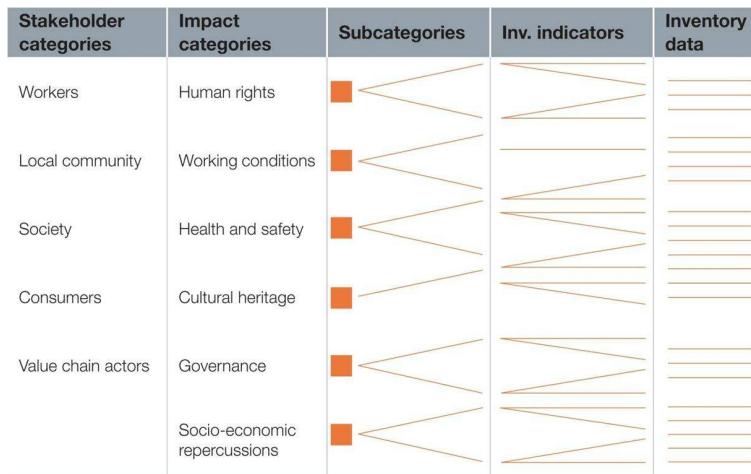 Stakeholder categories
Impact categories
Subcategories
Inv. indicators
Inventory data
Workers
Human rights
Local community
Working conditions
Society
Health and safety
Consumers
Cultural heritage
Value chain actors
Governance
Socio-economic
repercussions